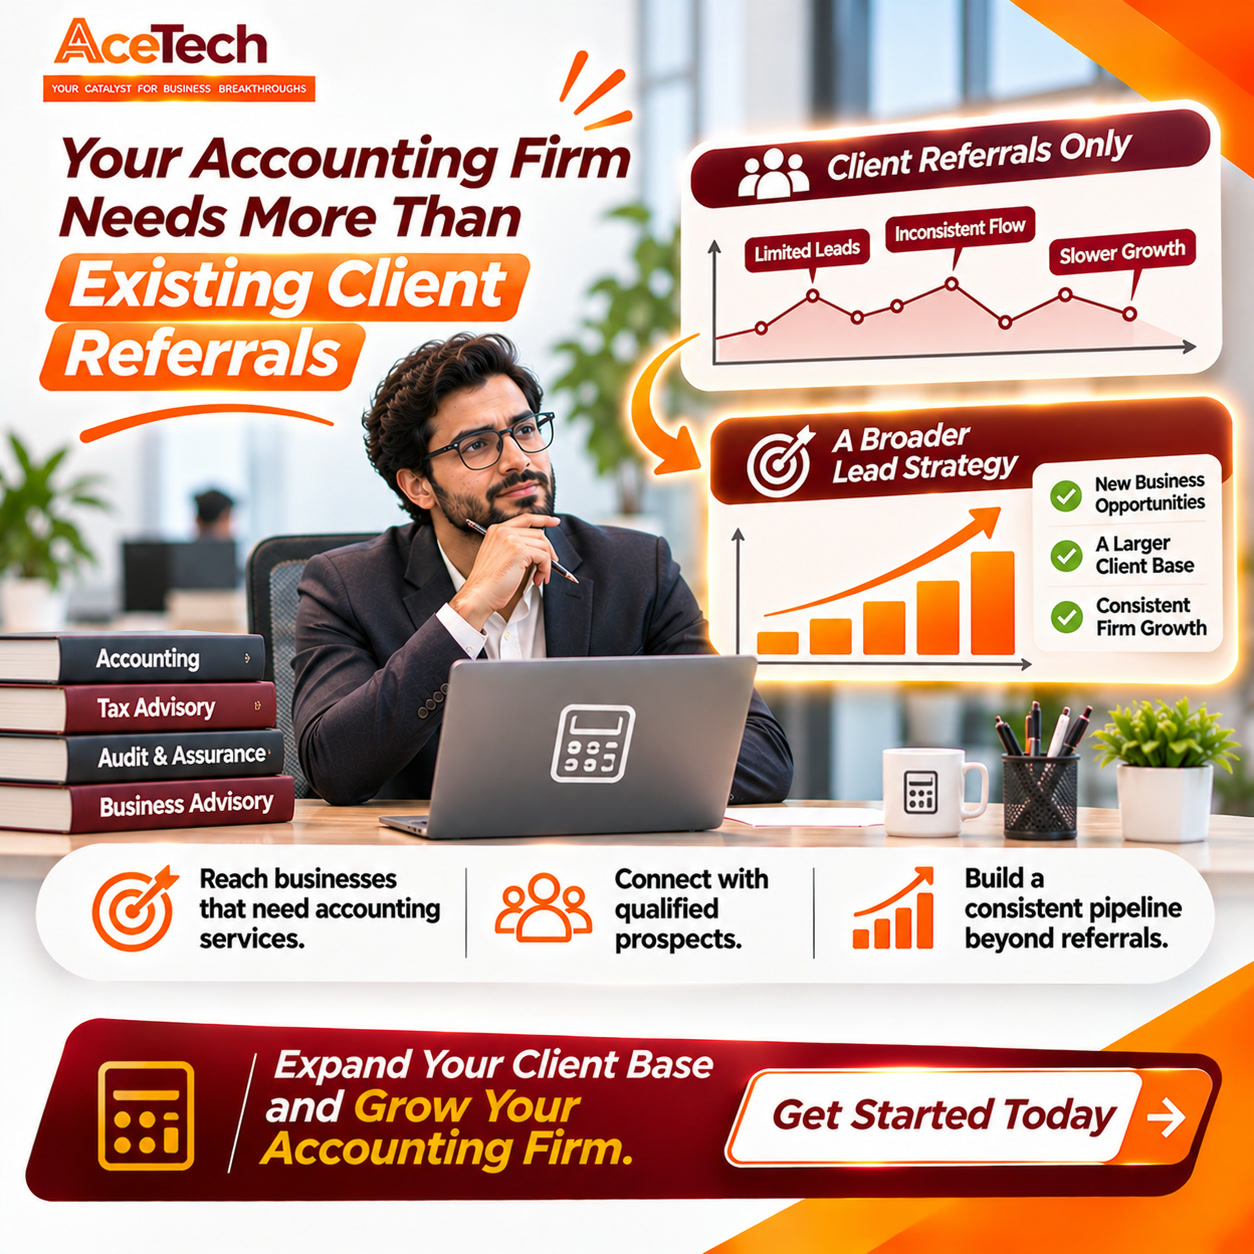 AceTech
YOUR CATALYST FOR BUSINESS BREAKTHROUGHS
Your Accounting Firm
Needs More Than
Existing Client
Referrals
Client Referrals Only
Limited Leads
Inconsistent Flow
Slower Growth
A Broader
Lead Strategy
New Business
Opportunities
A Larger
Client Base
Consistent
Firm Growth
Accounting
Tax Advisory
Audit & Assurance
Business Advisory
Reach businesses
that need accounting
services.
Connect with
qualified
prospects.
Build a
consistent pipeline
beyond referrals.
Expand Your Client Base
and Grow Your
Accounting Firm.
Get Started Today